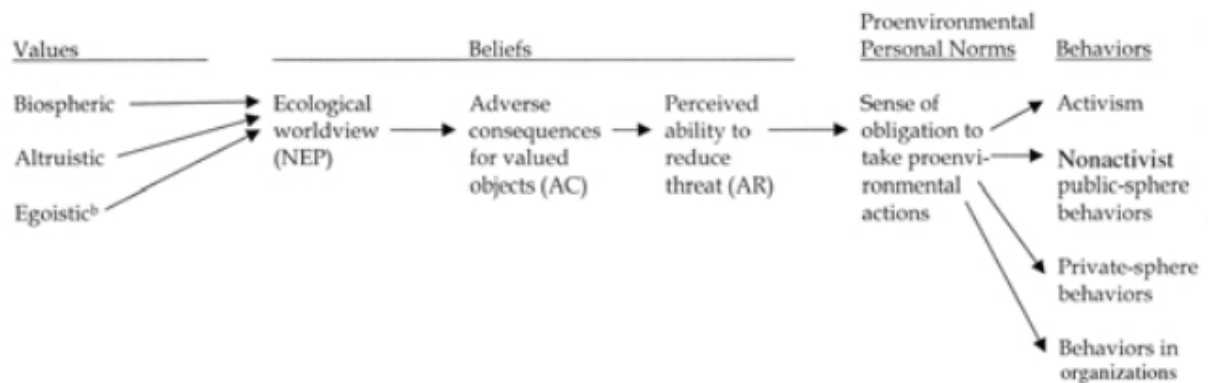 Proenvironmental
Values
Beliefs
Personal Norms
Behaviors
Biospheric
Altruistic
Egoisticᵇ
Ecological
worldview
(NEP)
Adverse
consequences
for valued
objects (AC)
Perceived
ability to
reduce
threat (AR)
Sense of
obligation to
take proenvi-
ronmental
actions
Activism
Nonactivist
public-sphere
behaviors
Private-sphere
behaviors
Behaviors in
organizations